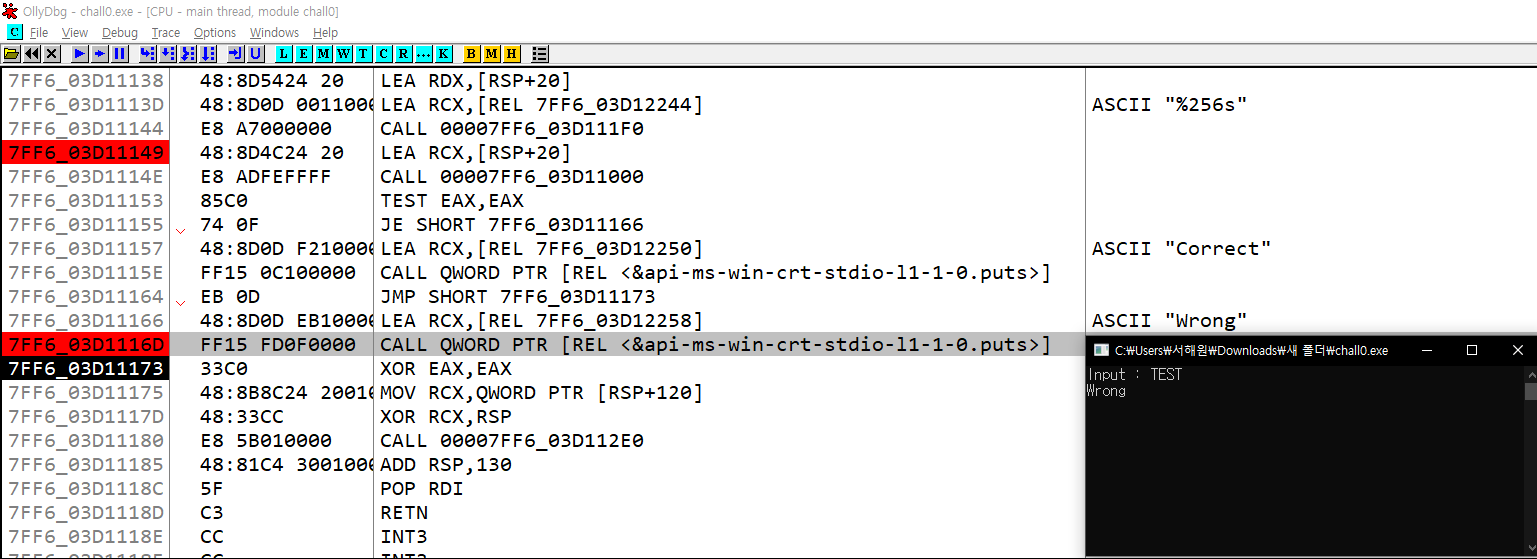 OllyDbg - chall0.exe - [CPU - main thread, module chall0]
C File View Debug Trace Options Windows Help
L E M W T C R ... K B M H
7FF6_03D11138 48:8D5424 20 LEA RDX,[RSP+20]
7FF6_03D1113D 48:8D0D 0011000 LEA RCX,[REL 7FF6_03D12244] ASCII "%256s"
7FF6_03D11144 E8 A7000000 CALL 00007FF6_03D111F0
7FF6_03D11149 48:8D4C24 20 LEA RCX,[RSP+20]
7FF6_03D1114E E8 ADFEFFFF CALL 00007FF6_03D11000
7FF6_03D11153 85C0 TEST EAX,EAX
7FF6_03D11155 74 0F JE SHORT 7FF6_03D11166
7FF6_03D11157 48:8D0D F210000 LEA RCX,[REL 7FF6_03D12250] ASCII "Correct"
7FF6_03D1115E FF15 0C100000 CALL QWORD PTR [REL <&api-ms-win-crt-stdio-l1-1-0.puts>]
7FF6_03D11164 EB 0D JMP SHORT 7FF6_03D11173
7FF6_03D11166 48:8D0D EB10000 LEA RCX,[REL 7FF6_03D12258] ASCII "Wrong"
7FF6_03D1116D FF15 FD0F0000 CALL QWORD PTR [REL <&api-ms-win-crt-stdio-l1-1-0.puts>]
7FF6_03D11173 33C0 XOR EAX,EAX
7FF6_03D11175 48:8B8C24 20010 MOV RCX,QWORD PTR [RSP+120]
7FF6_03D1117D 48:33CC XOR RCX,RSP
7FF6_03D11180 E8 5B010000 CALL 00007FF6_03D112E0
7FF6_03D11185 48:81C4 3001000 ADD RSP,130
7FF6_03D1118C 5F POP RDI
7FF6_03D1118D C3 RETN
7FF6_03D1118E CC INT3
C:₩Users₩서해원₩Downloads₩새 폴더₩chall0.exe
Input : TEST
Wrong